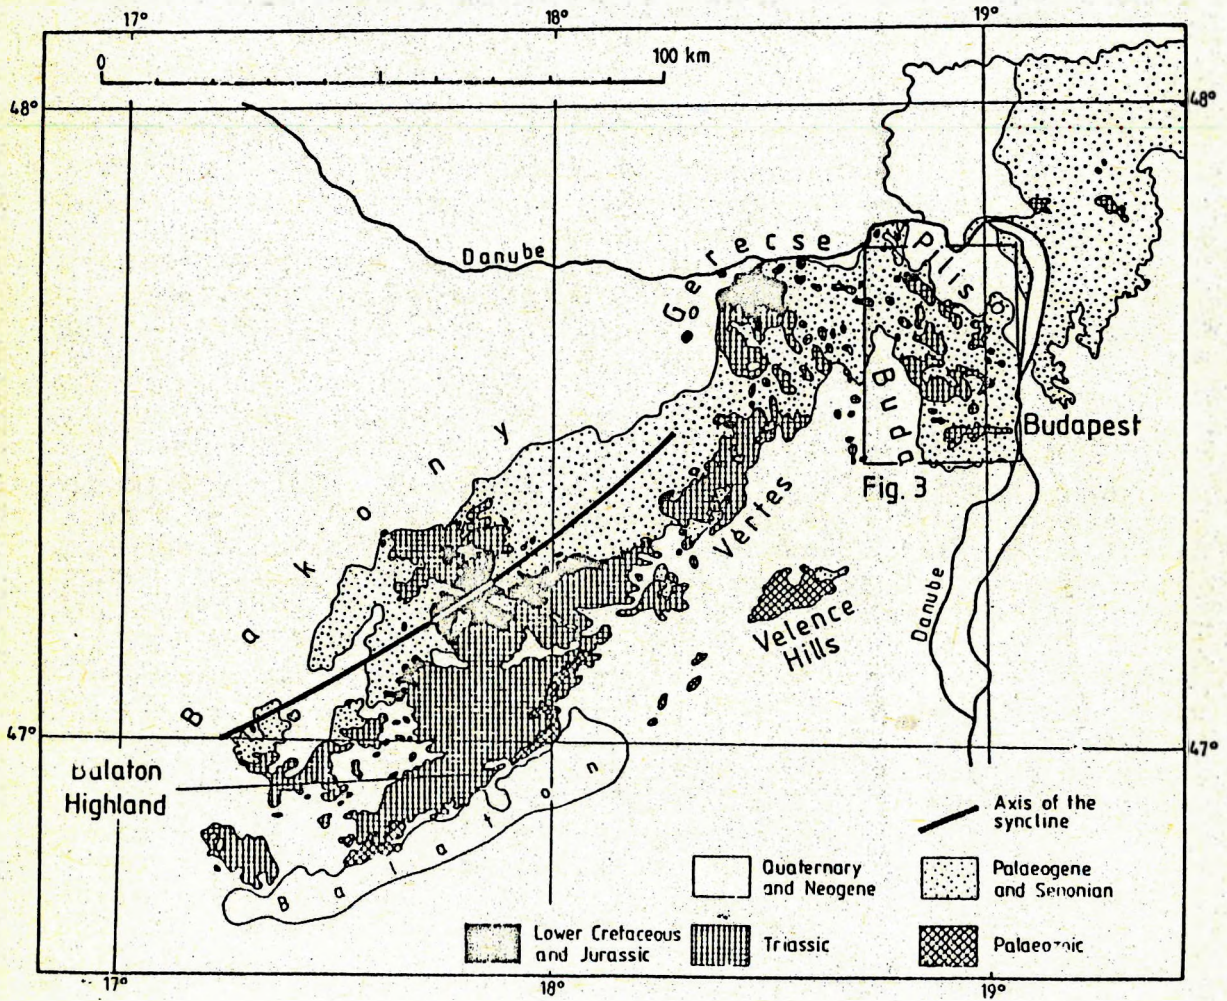 17° 18° 19°
0 100 km
48° 48°
Danube
Gerecse
Pilis
Buda
Budapest
Fig. 3
Bakony
Vértes
Velence
Hills
Danube
47° 47°
Balaton
Highland
Balaton
Axis of the
syncline
Quaternary
and Neogene
Palaeogene
and Senonian
Lower Cretaceous
and Jurassic
Triassic
Palaeozoic
17° 18° 19°